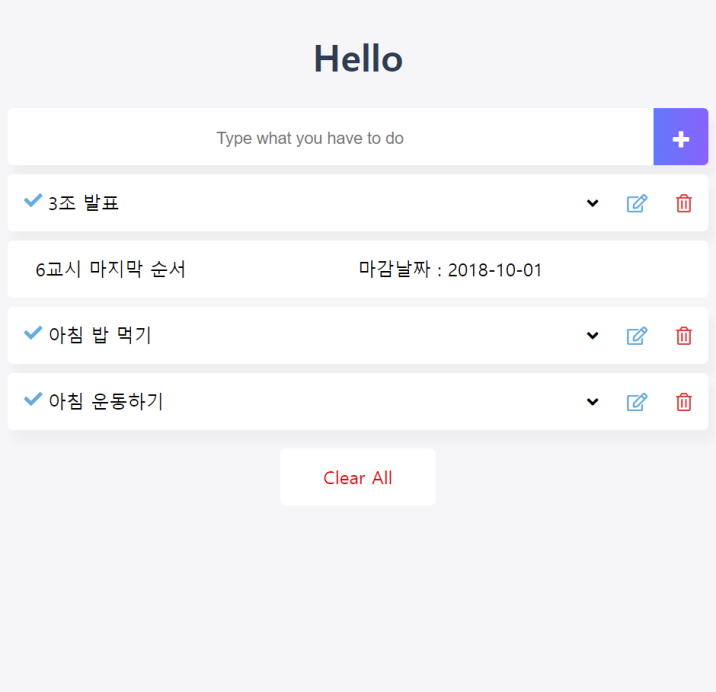 Hello
Type what you have to do
3조 발표
6교시 마지막 순서 마감날짜 : 2018-10-01
아침 밥 먹기
아침 운동하기
Clear All